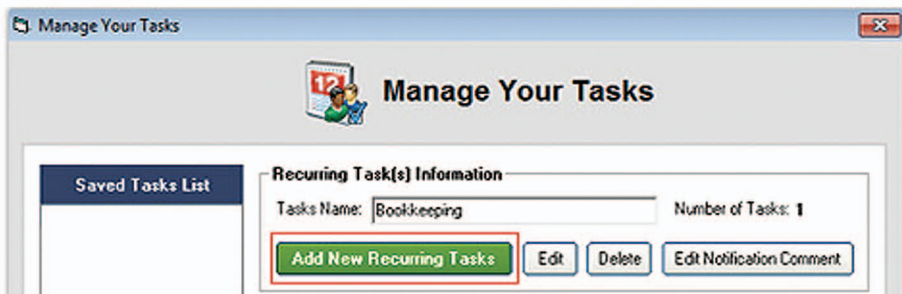 Manage Your Tasks
12
Manage Your Tasks
Saved Tasks List
Recurring Task(s) Information
Tasks Name: Bookkeeping Number of Tasks: 1
Add New Recurring Tasks Edit Delete Edit Notification Comment